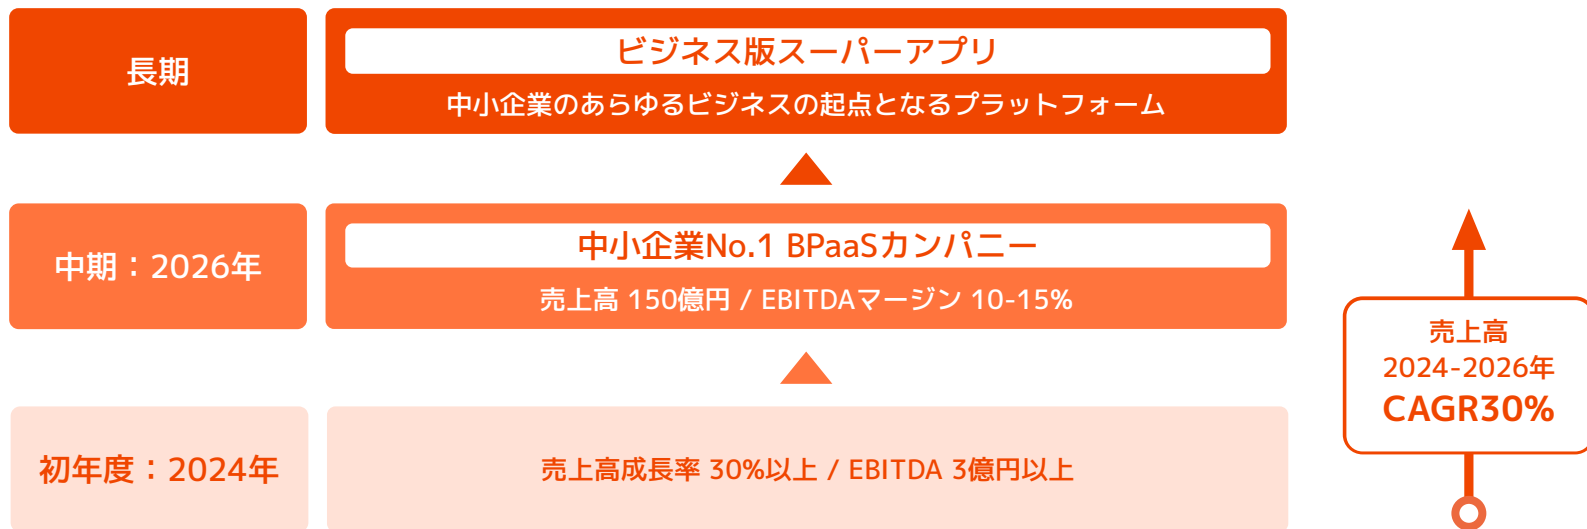 長期
ビジネス版スーパーアプリ
中小企業のあらゆるビジネスの起点となるプラットフォーム
中期：2026年
中小企業No.1 BPaaSカンパニー
売上高 150億円 / EBITDAマージン 10-15%
初年度：2024年
売上高成長率 30%以上 / EBITDA 3億円以上
売上高
2024-2026年
CAGR30%